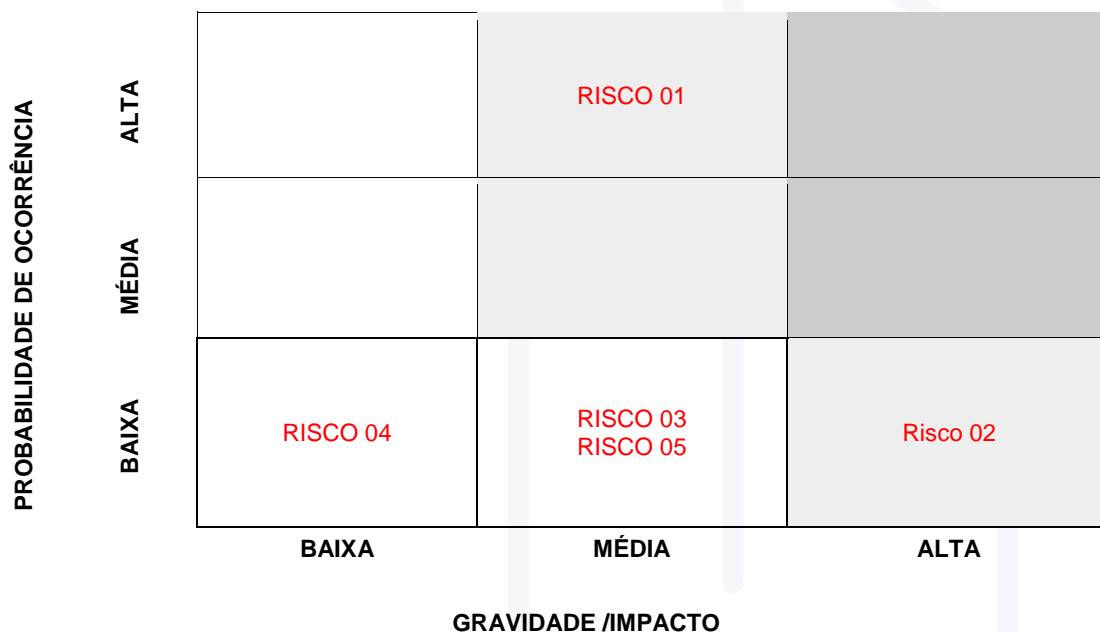 PROBABILIDADE DE OCORRÊNCIA
ALTA
RISCO 01
MÉDIA
BAIXA
RISCO 04
RISCO 03
RISCO 05
Risco 02
BAIXA
MÉDIA
ALTA
GRAVIDADE /IMPACTO